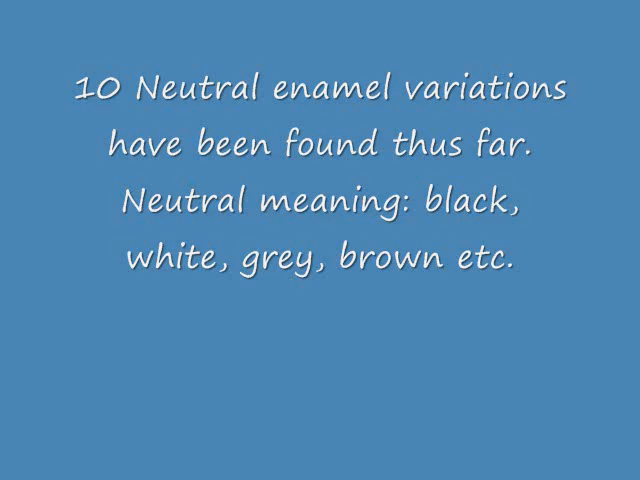 10 Neutral enamel variations
have been found thus far.
Neutral meaning: black,
white, grey, brown etc.